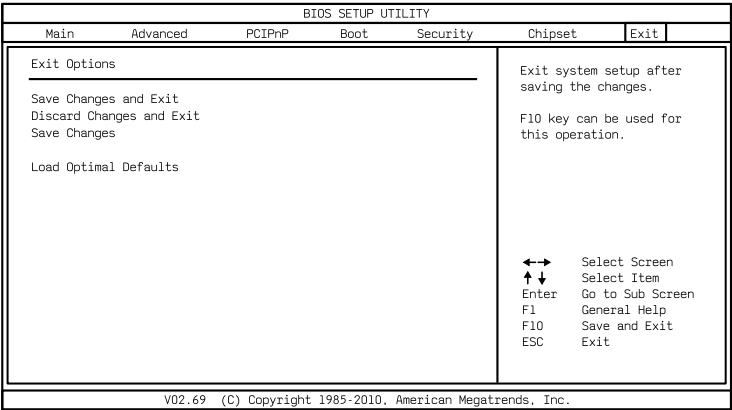 BIOS SETUP UTILITY
Main Advanced PCIPnP Boot Security Chipset Exit
Exit Options
Save Changes and Exit
Discard Changes and Exit
Save Changes
Load Optimal Defaults
Exit system setup after
saving the changes.
F10 key can be used for
this operation.
←→ Select Screen
↑↓ Select Item
Enter Go to Sub Screen
F1 General Help
F10 Save and Exit
ESC Exit
V02.69 (C) Copyright 1985-2010, American Megatrends, Inc.